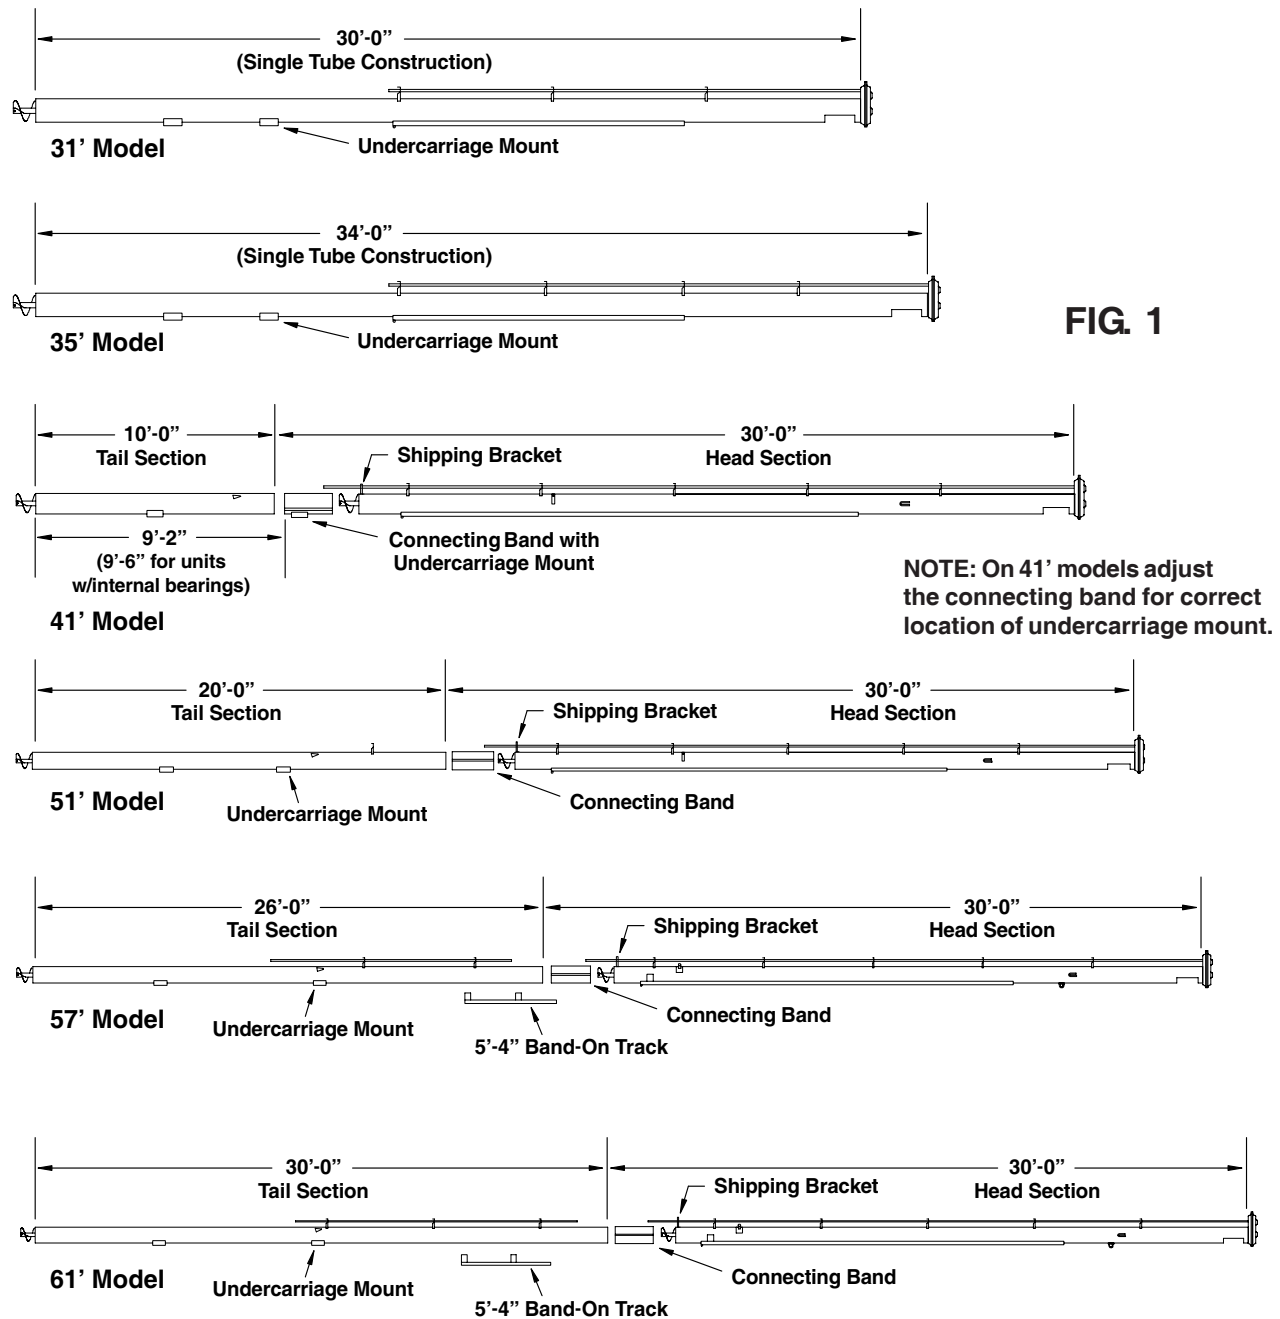 30’-0”
(Single Tube Construction)
Undercarriage Mount
31’ Model
34’-0”
(Single Tube Construction)
Undercarriage Mount
35’ Model
FIG. 1
10’-0”
Tail Section
30’-0”
Head Section
Shipping Bracket
9’-2”
(9’-6” for units
w/internal bearings)
Connecting Band with
Undercarriage Mount
41’ Model
NOTE: On 41’ models adjust
the connecting band for correct
location of undercarriage mount.
20’-0”
Tail Section
30’-0”
Head Section
Shipping Bracket
Connecting Band
Undercarriage Mount
51’ Model
26’-0”
Tail Section
30’-0”
Head Section
Shipping Bracket
Connecting Band
Undercarriage Mount
57’ Model
5’-4” Band-On Track
30’-0”
Tail Section
30’-0”
Head Section
Shipping Bracket
Connecting Band
Undercarriage Mount
61’ Model
5’-4” Band-On Track